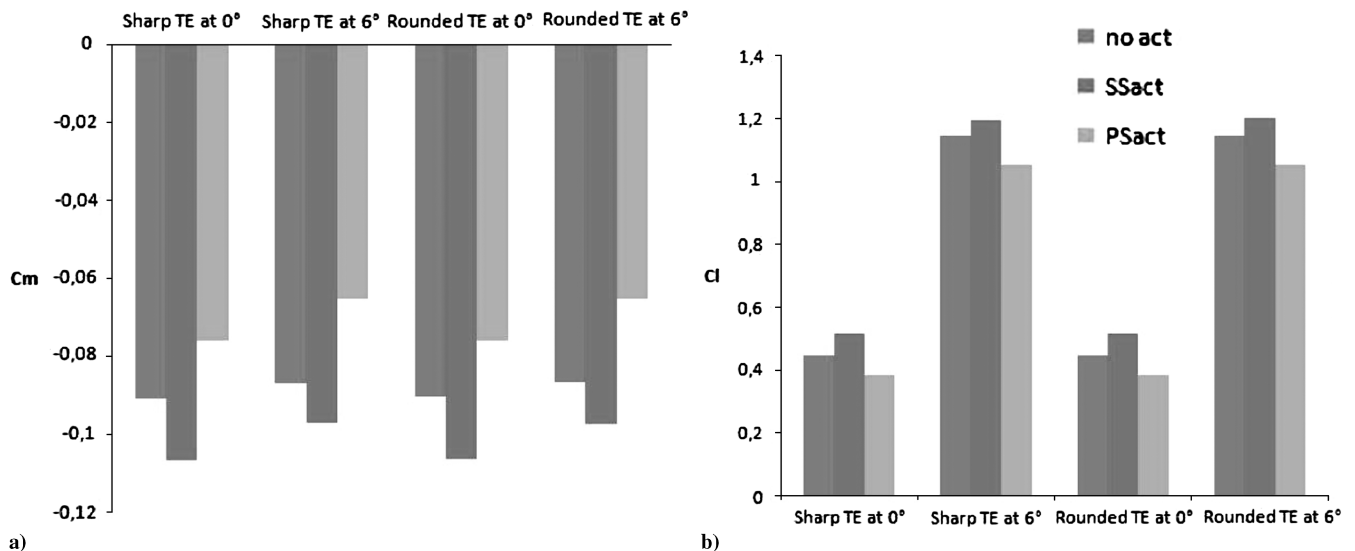 Sharp TE at 0° Sharp TE at 6° Rounded TE at 0° Rounded TE at 6°
0
-0,02
-0,04
-0,06
-0,08
-0,1
-0,12
Cm
a)
no act
SSact
PSact
1,4
1,2
1
0,8
0,6
0,4
0,2
0
Cl
Sharp TE at 0° Sharp TE at 6° Rounded TE at 0° Rounded TE at 6°
b)